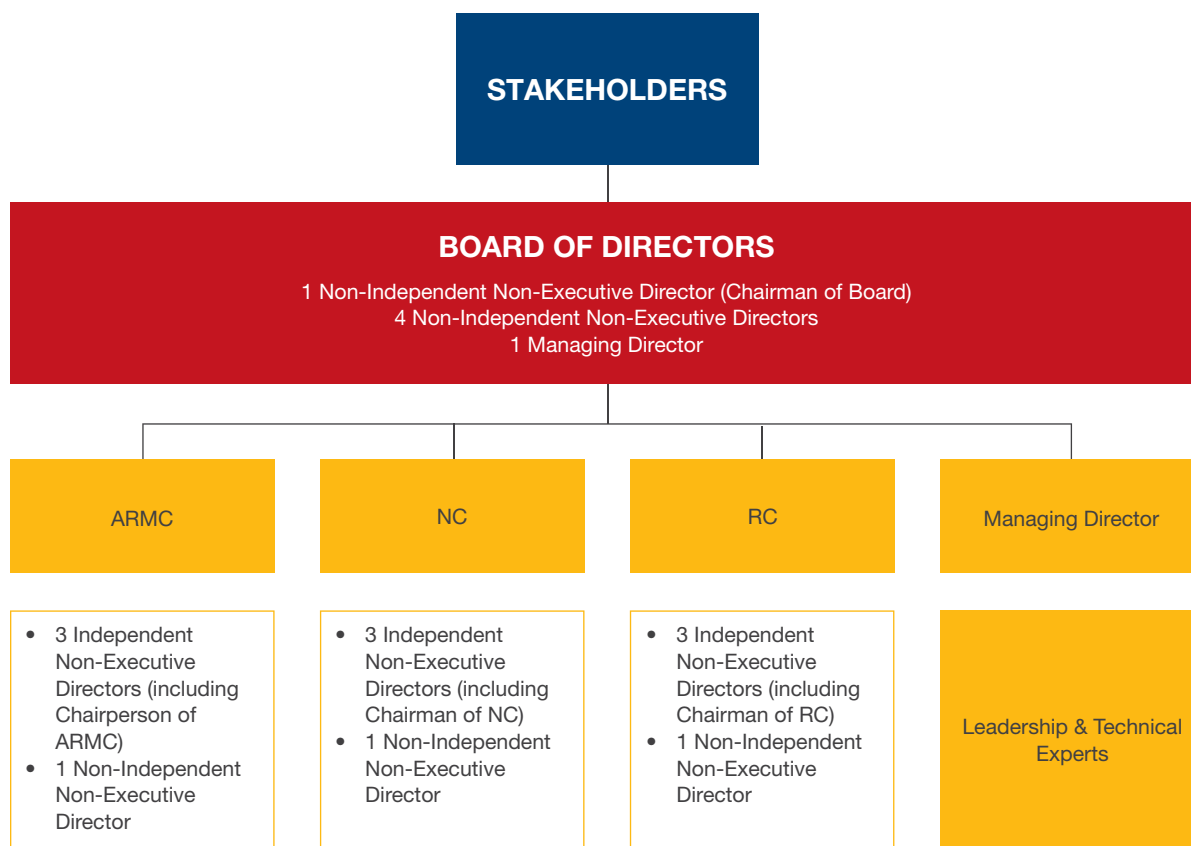 STAKEHOLDERS
BOARD OF DIRECTORS
1 Non-Independent Non-Executive Director (Chairman of Board)
4 Non-Independent Non-Executive Directors
1 Managing Director
ARMC
NC
RC
Managing Director
• 3 Independent
Non-Executive
Directors (including
Chairperson of
ARMC)
• 1 Non-Independent
Non-Executive
Director
• 3 Independent
Non-Executive
Directors (including
Chairman of NC)
• 1 Non-Independent
Non-Executive
Director
• 3 Independent
Non-Executive
Directors (including
Chairman of RC)
• 1 Non-Independent
Non-Executive
Director
Leadership & Technical
Experts